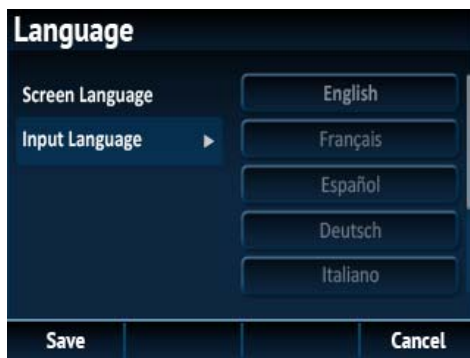 Language
Screen Language
Input Language
English
Français
Español
Deutsch
Italiano
Save
Cancel